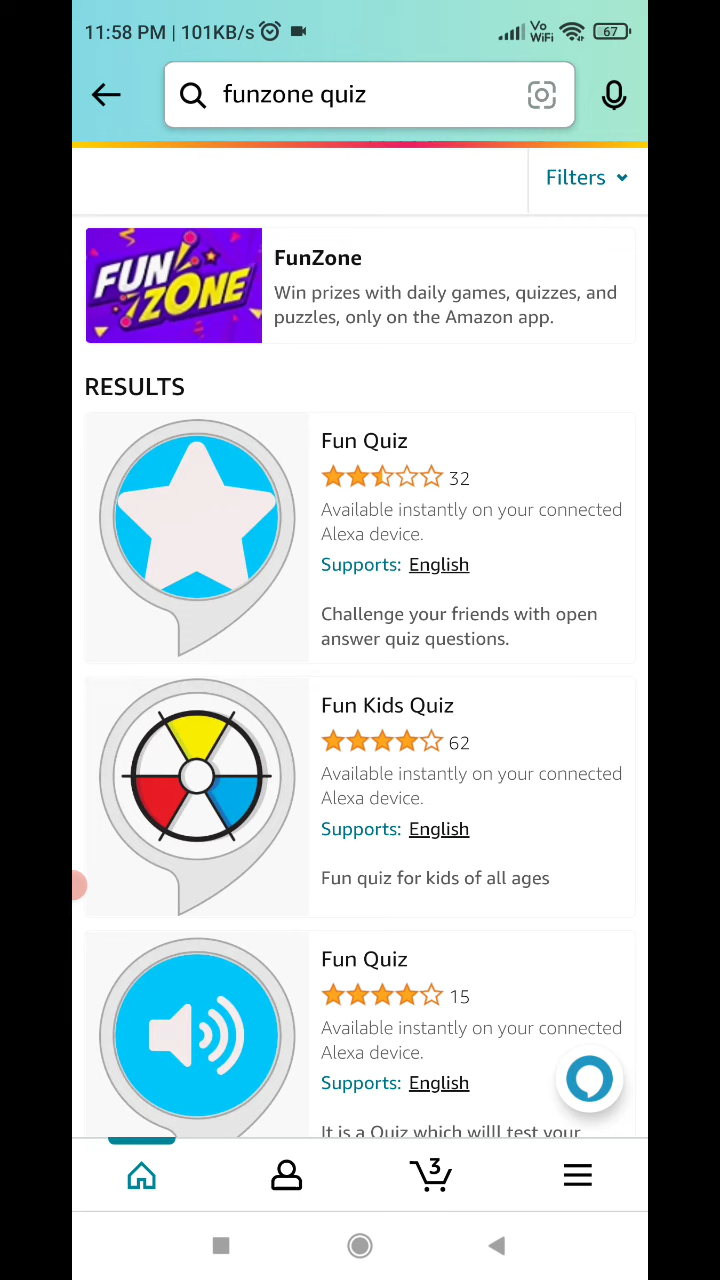 11:58 PM | 101KB/s
Vo
WiFi
67
funzone quiz
Filters
FUN
ZONE
FunZone
Win prizes with daily games, quizzes, and
puzzles, only on the Amazon app.
RESULTS
Fun Quiz
32
Available instantly on your connected
Alexa device.
Supports: English
Challenge your friends with open
answer quiz questions.
Fun Kids Quiz
62
Available instantly on your connected
Alexa device.
Supports: English
Fun quiz for kids of all ages
Fun Quiz
15
Available instantly on your connected
Alexa device.
Supports: English
It is a Quiz which willl test your
3